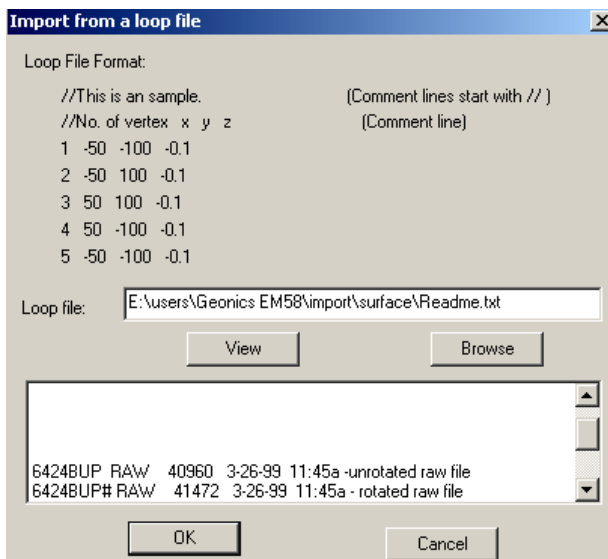 Import from a loop file
Loop File Format:
//This is an sample. (Comment lines start with // )
//No. of vertex x y z (Comment line)
1 -50 -100 -0.1
2 -50 100 -0.1
3 50 100 -0.1
4 50 -100 -0.1
5 -50 -100 -0.1
Loop file: E:\users\Geonics EM58\import\surface\Readme.txt
View Browse
6424BUP RAW 40960 3-26-99 11:45a -unrotated raw file
6424BUP# RAW 41472 3-26-99 11:45a - rotated raw file
OK Cancel